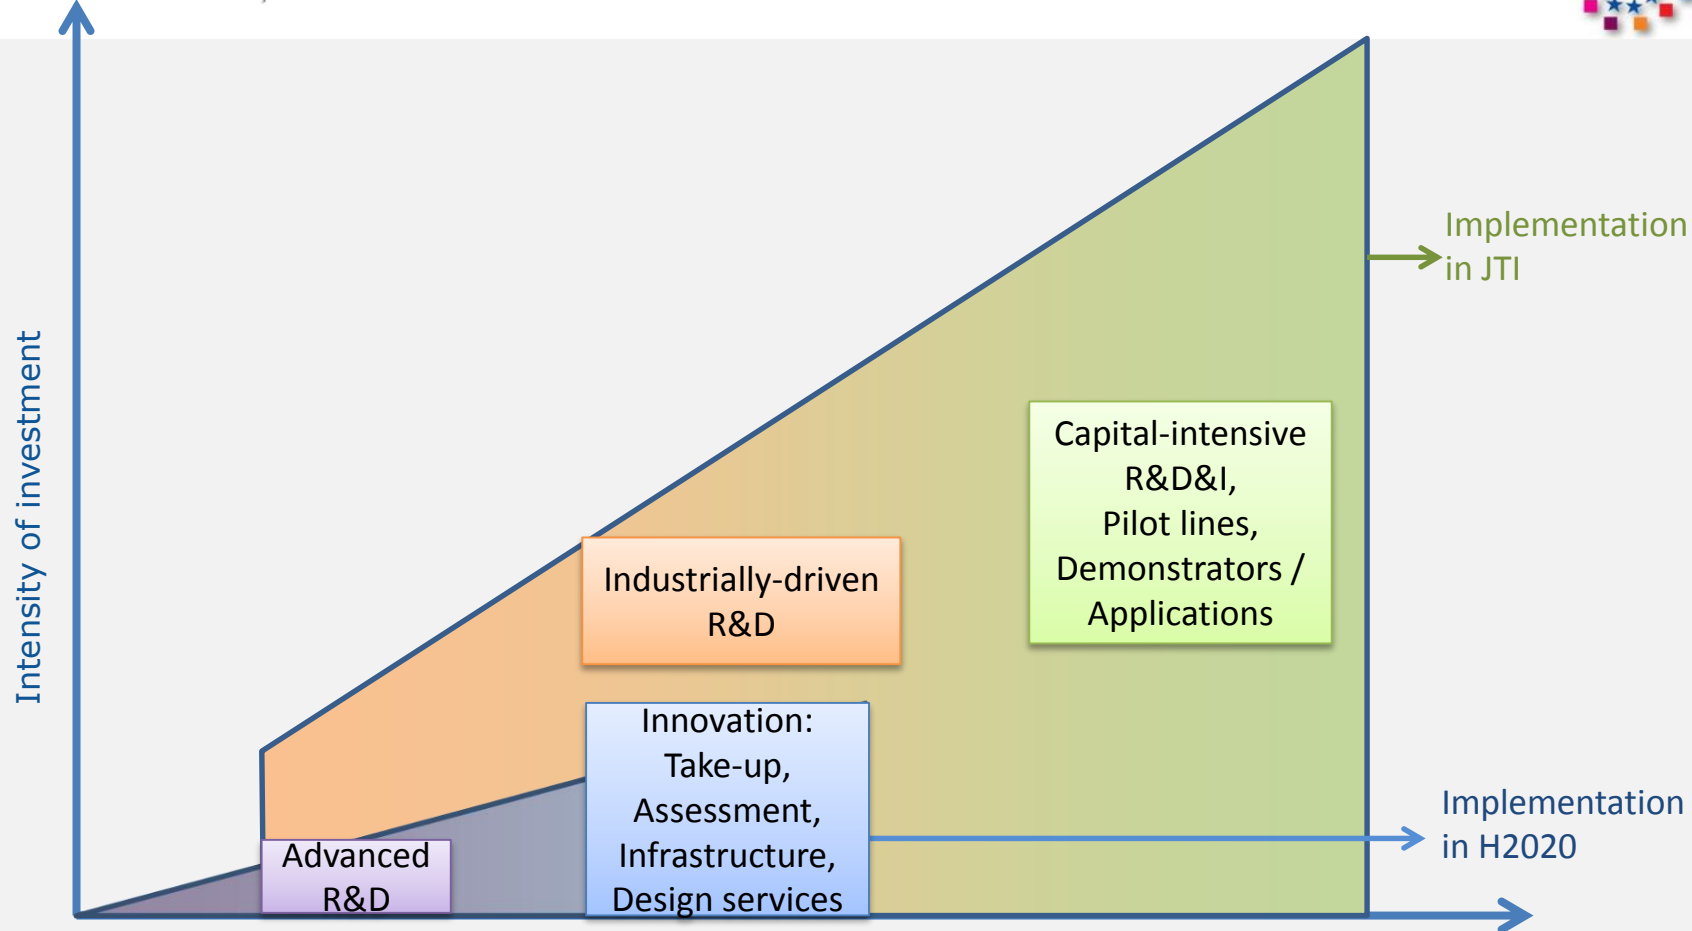 Implementation
in JTI
Intensity of investment
Capital-intensive
R&D&I,
Pilot lines,
Demonstrators /
Applications
Industrially-driven
R&D
Innovation:
Take-up,
Assessment,
Infrastructure,
Design services
Implementation
in H2020
Advanced
R&D